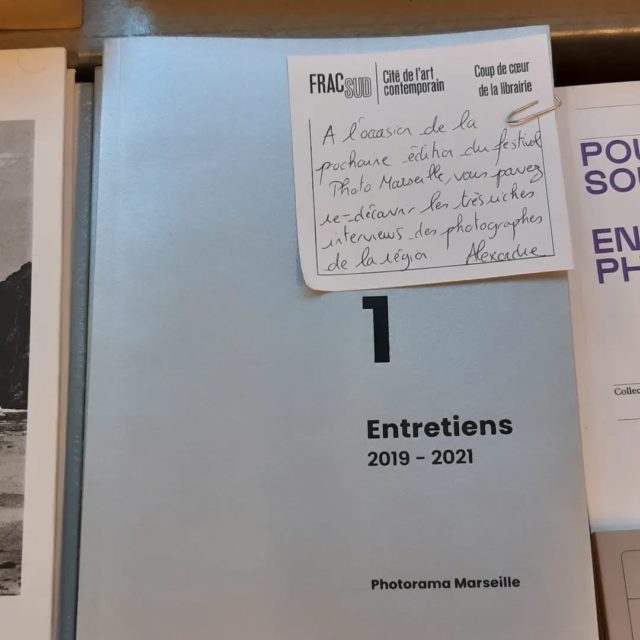 FRAC SUD Cité de l'art contemporain
Coup de cœur
de la librairie
A l'occasion de la
prochaine édition du festival
Photo Marseille, vous pouvez
re-découvrir les très riches
interviews des photographes
de la région Alexandre
1
Entretiens
2019 - 2021
Photorama Marseille
POU
SOU
EN
PH
Collec